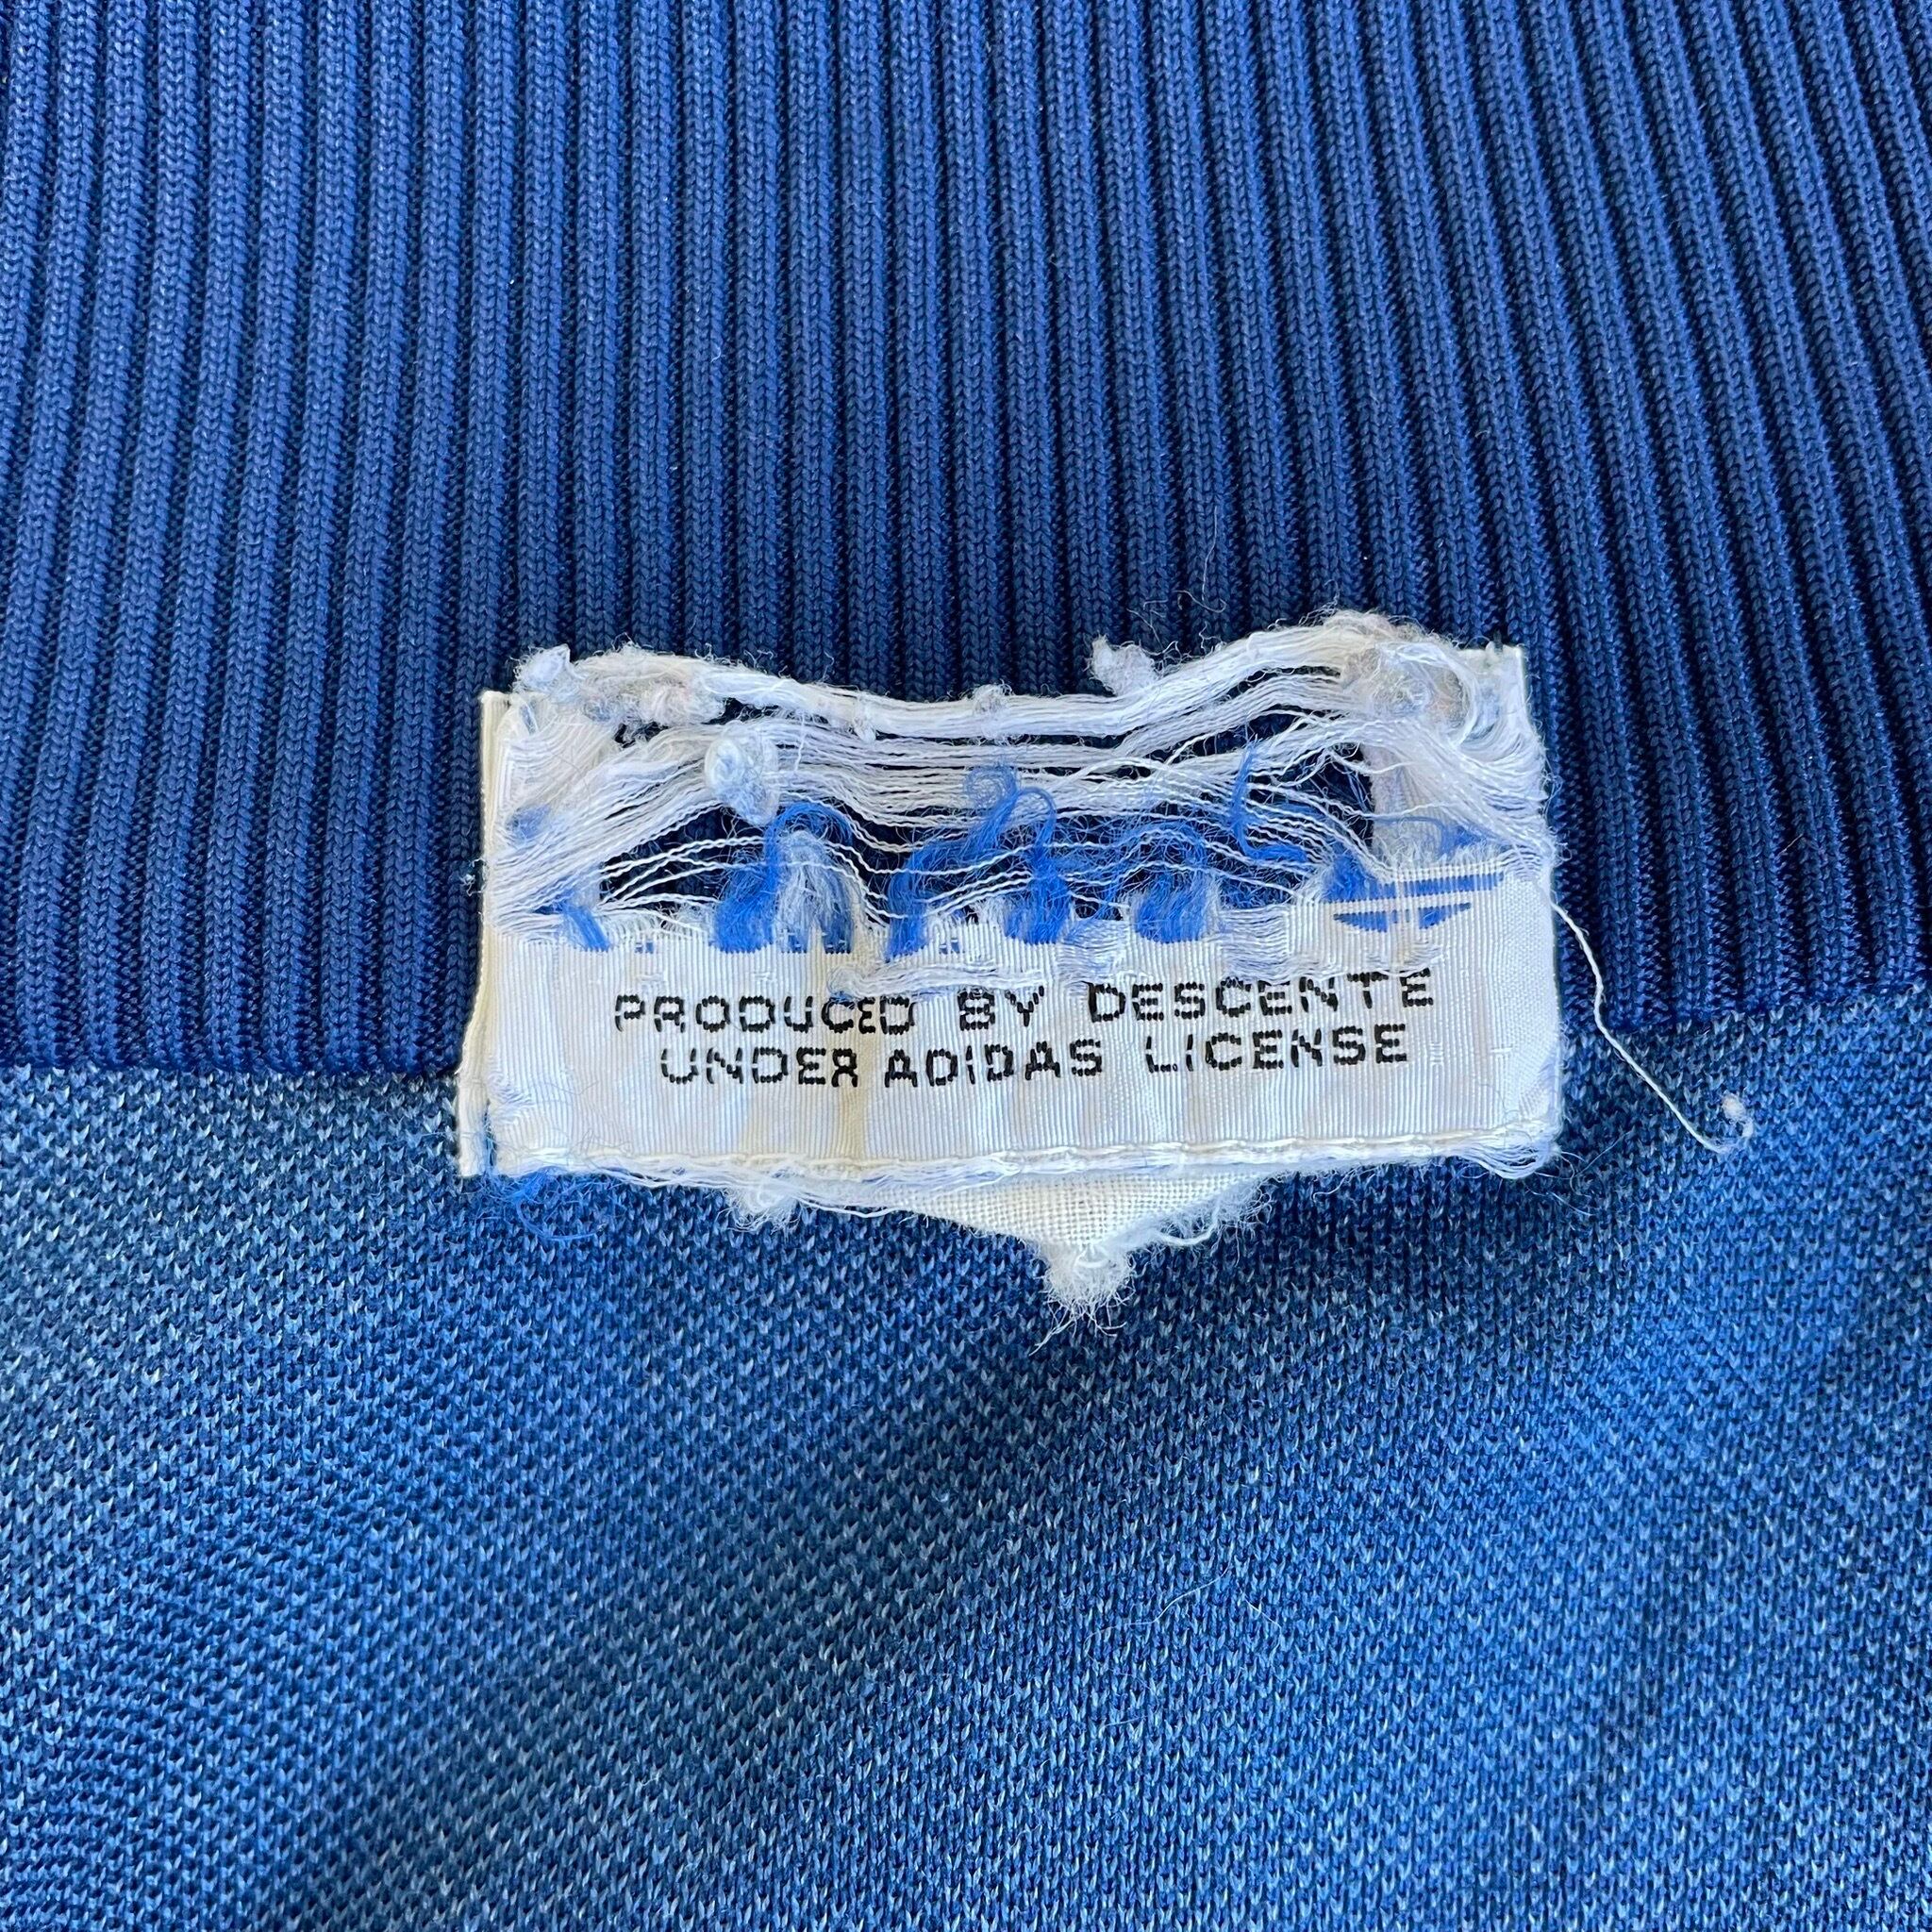 PRODUCED BY DESCENTE
UNDER ADIDAS LICENSE